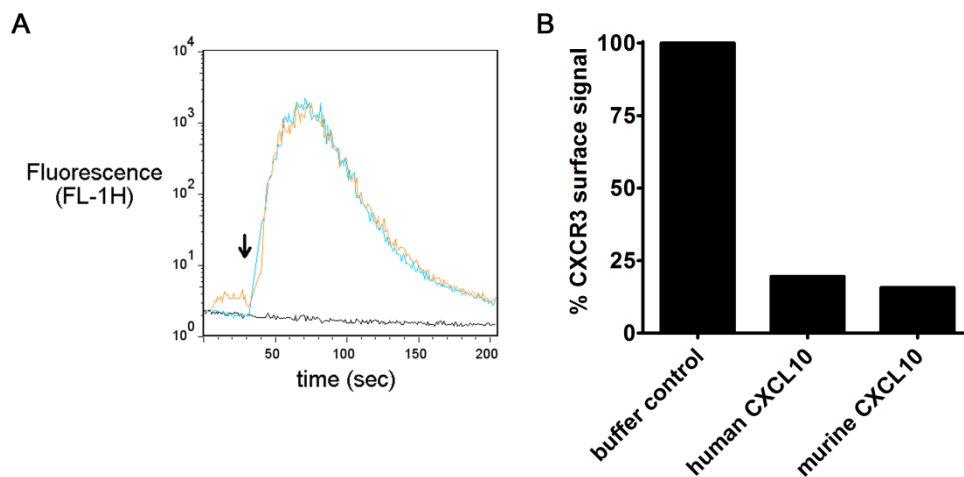 A
Fluorescence
(FL-1H)
10^4
10^3
10^2
10^1
10^0
50
100
150
200
time (sec)
B
% CXCR3 surface signal
100
75
50
25
0
buffer control
human CXCL10
murine CXCL10